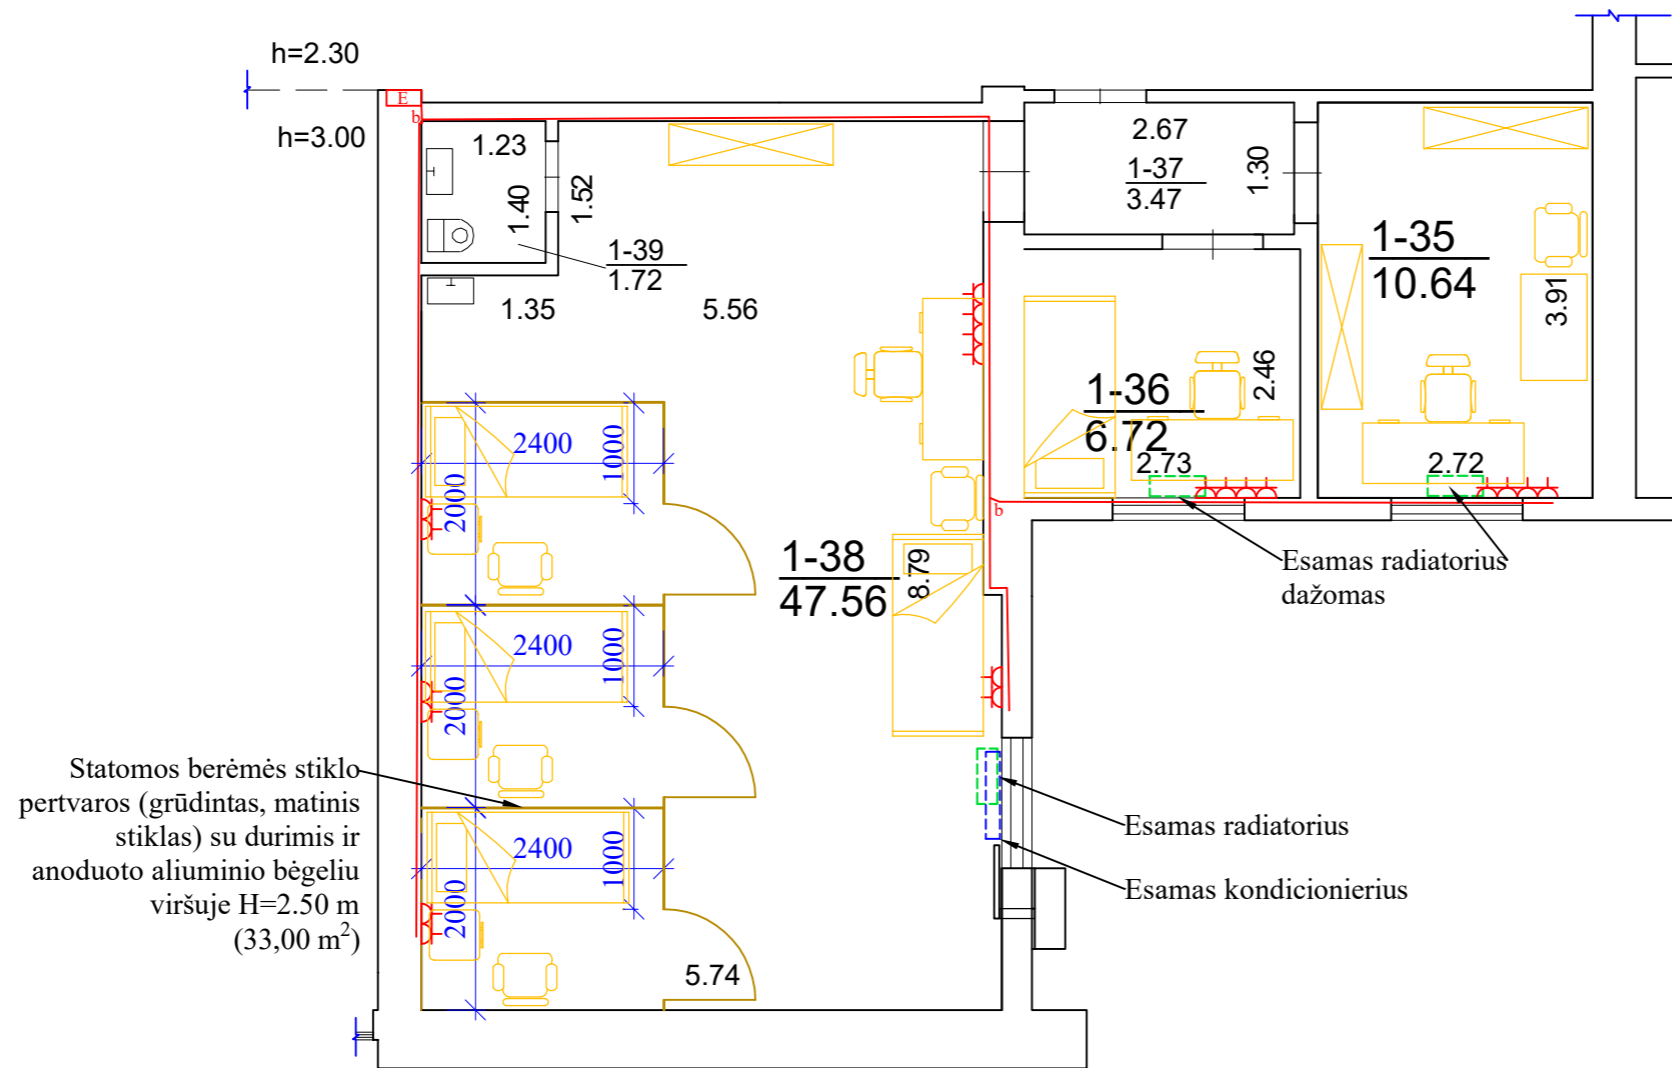 h=2.30
E
b
h=3.00
1.23
1.40
1.52
1-39
1.72
1.35
5.56
2.67
1-37
3.47
1.30
1-35
10.64
3.91
1-36
6.72
2.46
2.73
2.72
b
2400
1000
2000
1-38
47.56
8.79
Esamas radiatorius
dažomas
2400
1000
2000
Statomos berėmės stiklo
pertvaros (grūdintas, matinis
stiklas) su durimis ir
anoduoto aliuminio bėgeliu
viršuje H=2.50 m
(33,00 m²)
2400
1000
2000
5.74
Esamas radiatorius
Esamas kondicionierius